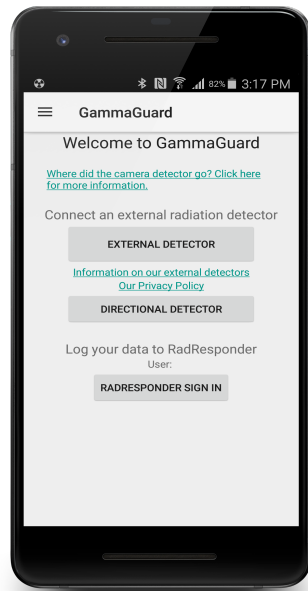 82% 3:17 PM
GammaGuard
Welcome to GammaGuard
Where did the camera detector go? Click here
for more information.
Connect an external radiation detector
EXTERNAL DETECTOR
Information on our external detectors
Our Privacy Policy
DIRECTIONAL DETECTOR
Log your data to RadResponder
User:
RADRESPONDER SIGN IN